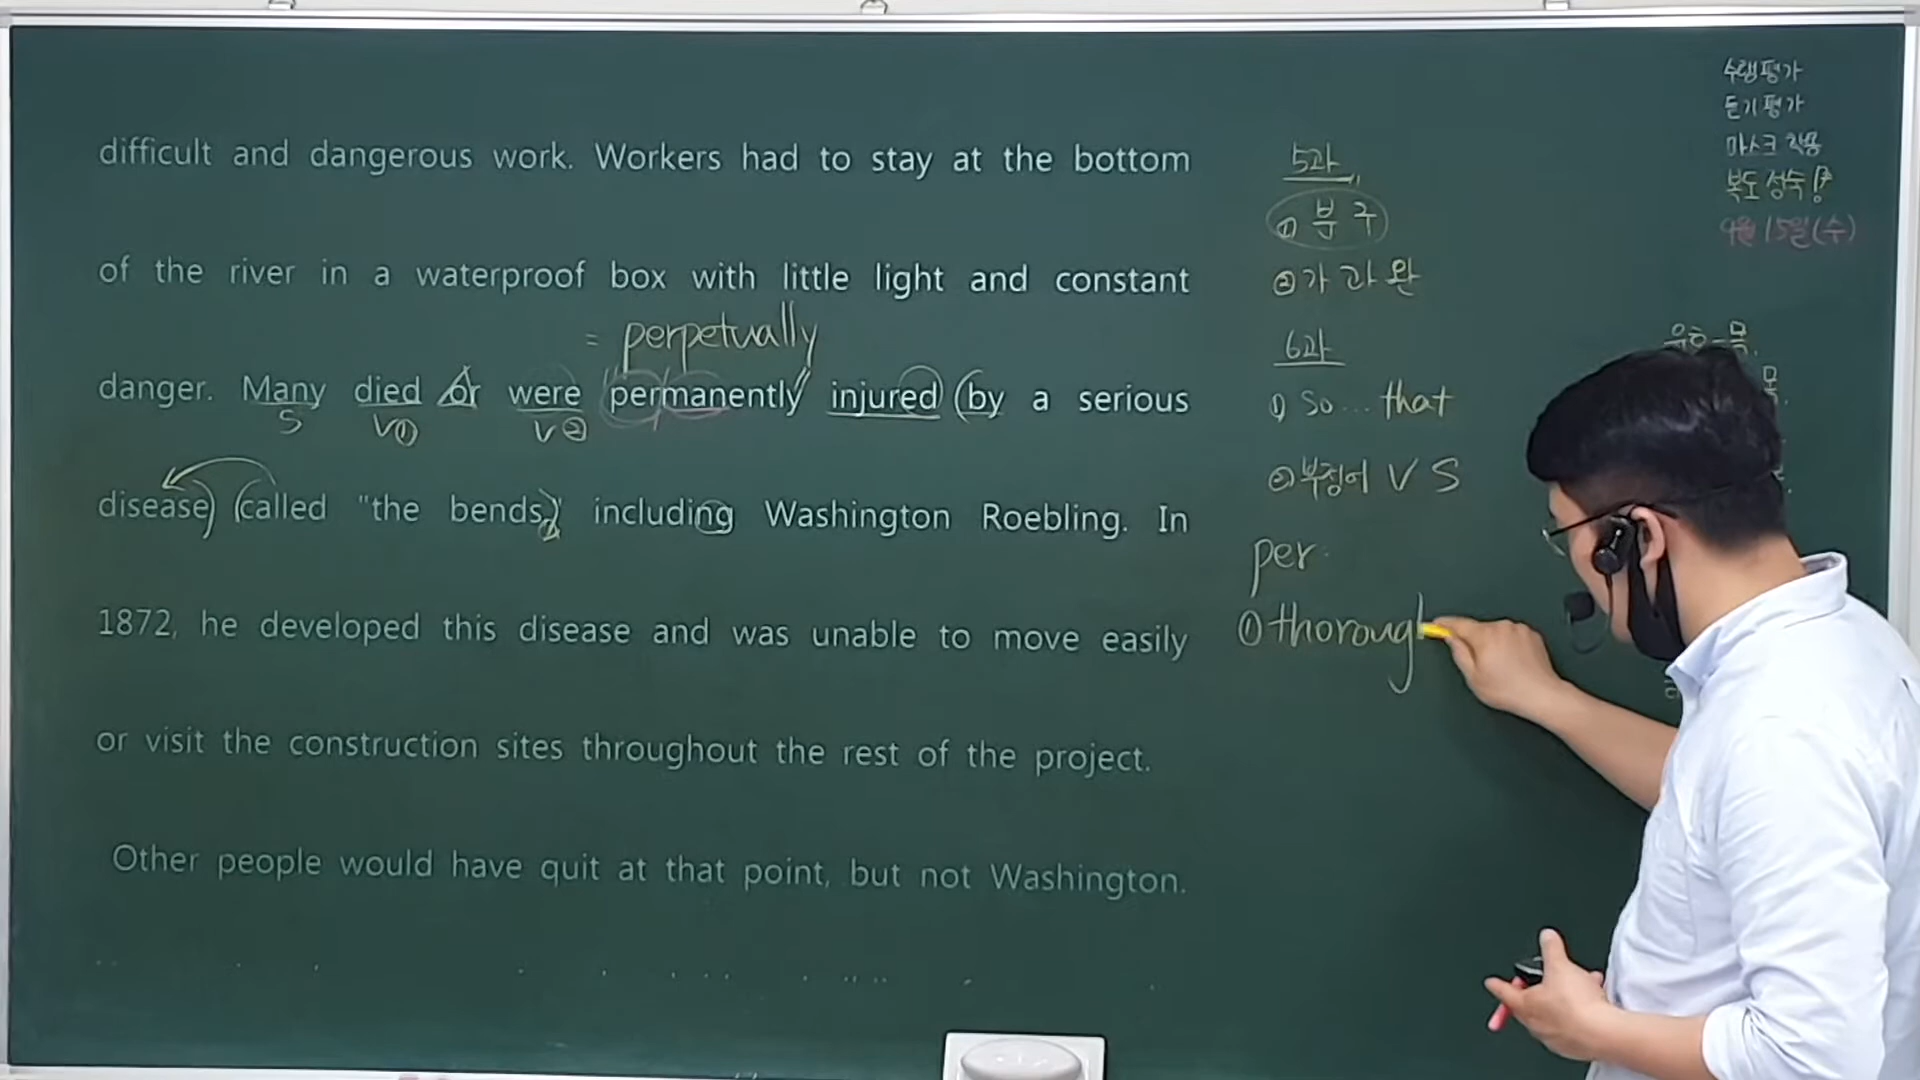 difficult and dangerous work. Workers had to stay at the bottom
of the river in a waterproof box with little light and constant
= perpetually
danger. Many died or were permanently injured (by a serious
S V① V②
disease) (called "the bends," including Washington Roebling. In
1872, he developed this disease and was unable to move easily
or visit the construction sites throughout the rest of the project.
Other people would have quit at that point, but not Washington.
5과
① 분 구
② 가 과 완
6과
① So... that
② 부정어 V S
per
① thorough
수행평가
듣기평가
마스크 착용
복도 정숙!
9월 15일(수)